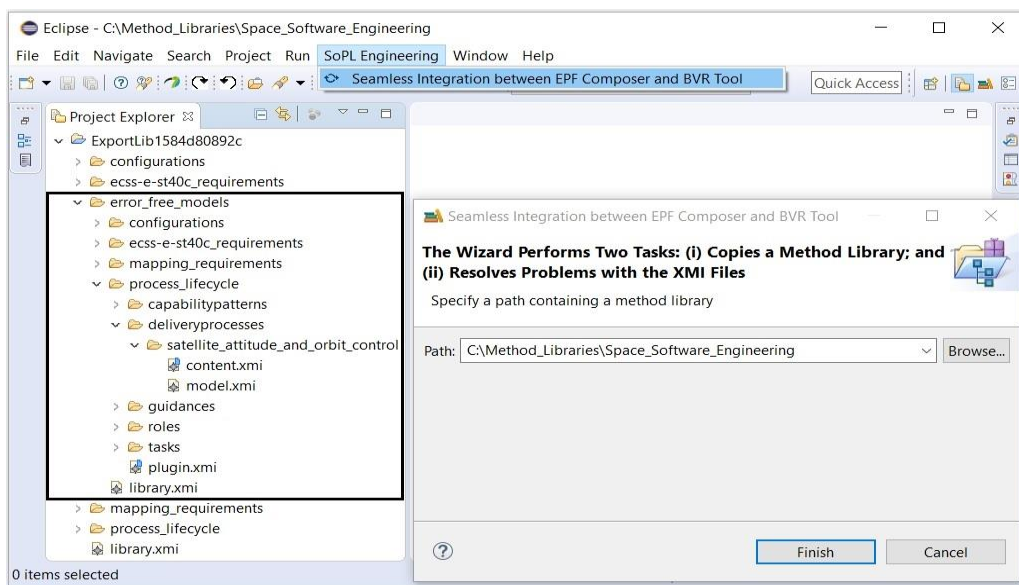 Eclipse - C:\Method_Libraries\Space_Software_Engineering
File Edit Navigate Search Project Run SoPL Engineering Window Help
Seamless Integration between EPF Composer and BVR Tool
Quick Access
Project Explorer
ExportLib1584d80892c
configurations
ecss-e-st40c_requirements
error_free_models
configurations
ecss-e-st40c_requirements
mapping_requirements
process_lifecycle
capabilitypatterns
deliveryprocesses
satellite_attitude_and_orbit_control
content.xmi
model.xmi
guidances
roles
tasks
plugin.xmi
library.xmi
mapping_requirements
process_lifecycle
library.xmi
0 items selected
Seamless Integration between EPF Composer and BVR Tool
The Wizard Performs Two Tasks: (i) Copies a Method Library; and
(ii) Resolves Problems with the XMI Files
Specify a path containing a method library
Path: C:\Method_Libraries\Space_Software_Engineering Browse...
Finish Cancel